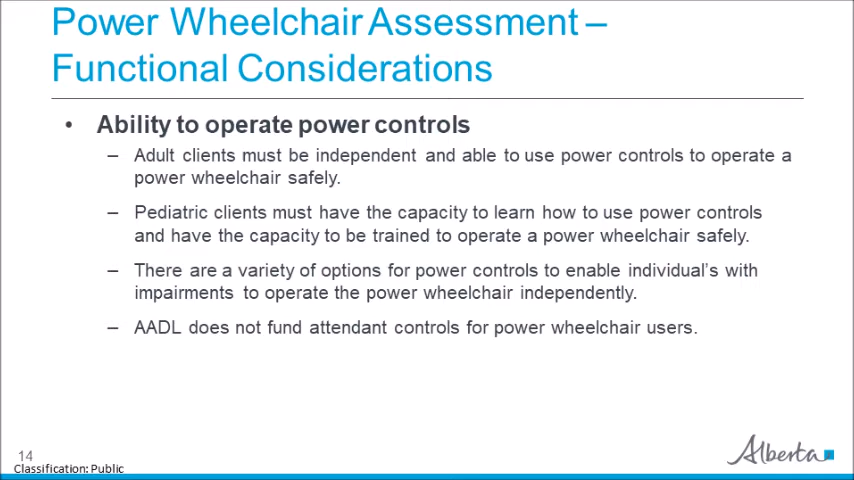 Power Wheelchair Assessment –
Functional Considerations
• Ability to operate power controls
– Adult clients must be independent and able to use power controls to operate a
power wheelchair safely.
– Pediatric clients must have the capacity to learn how to use power controls
and have the capacity to be trained to operate a power wheelchair safely.
– There are a variety of options for power controls to enable individual's with
impairments to operate the power wheelchair independently.
– AADL does not fund attendant controls for power wheelchair users.
14
Classification: Public
Alberta